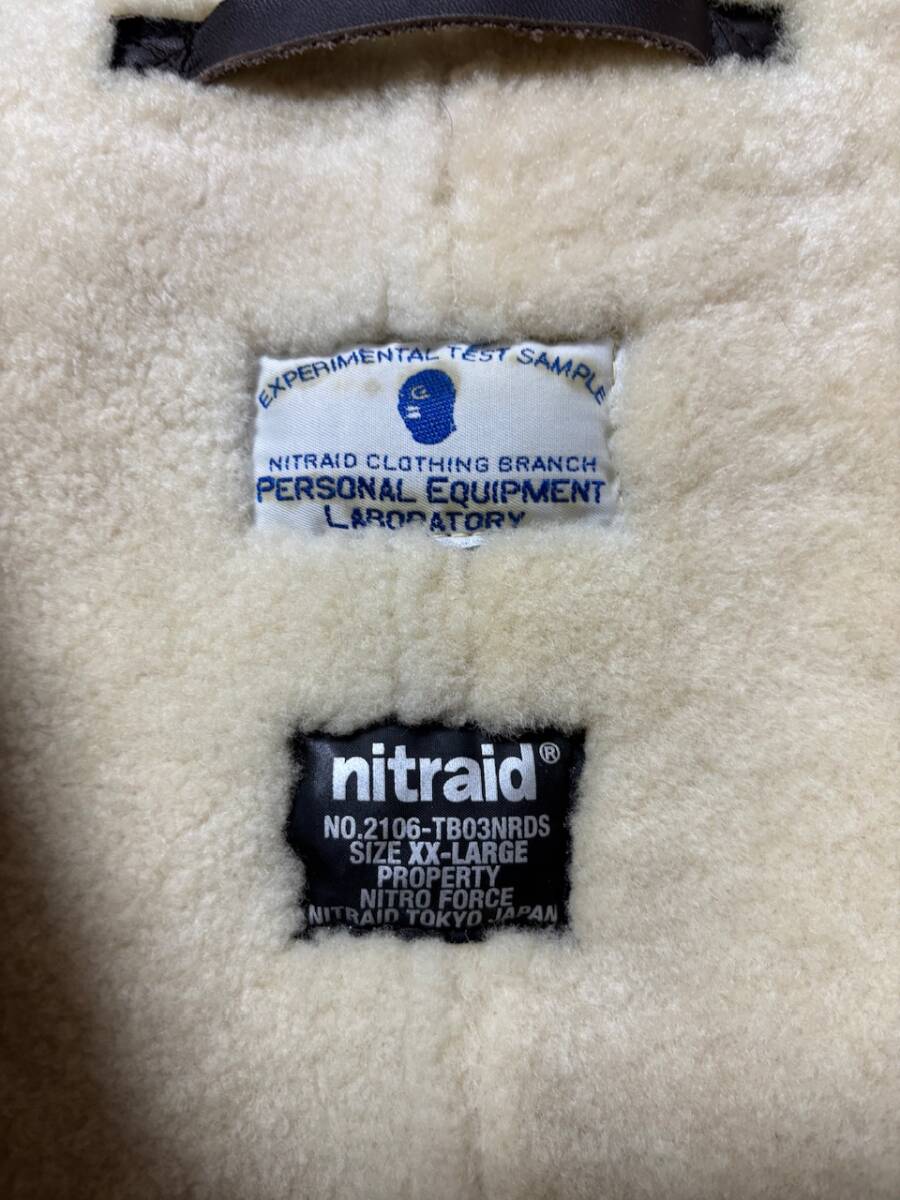 EXPERIMENTAL TEST SAMPLE
NITRAID CLOTHING BRANCH
PERSONAL EQUIPMENT
LABORATORY
nitraid®
NO.2106-TB03NRDS
SIZE XX-LARGE
PROPERTY
NITRO FORCE
NITRAID TOKYO JAPAN